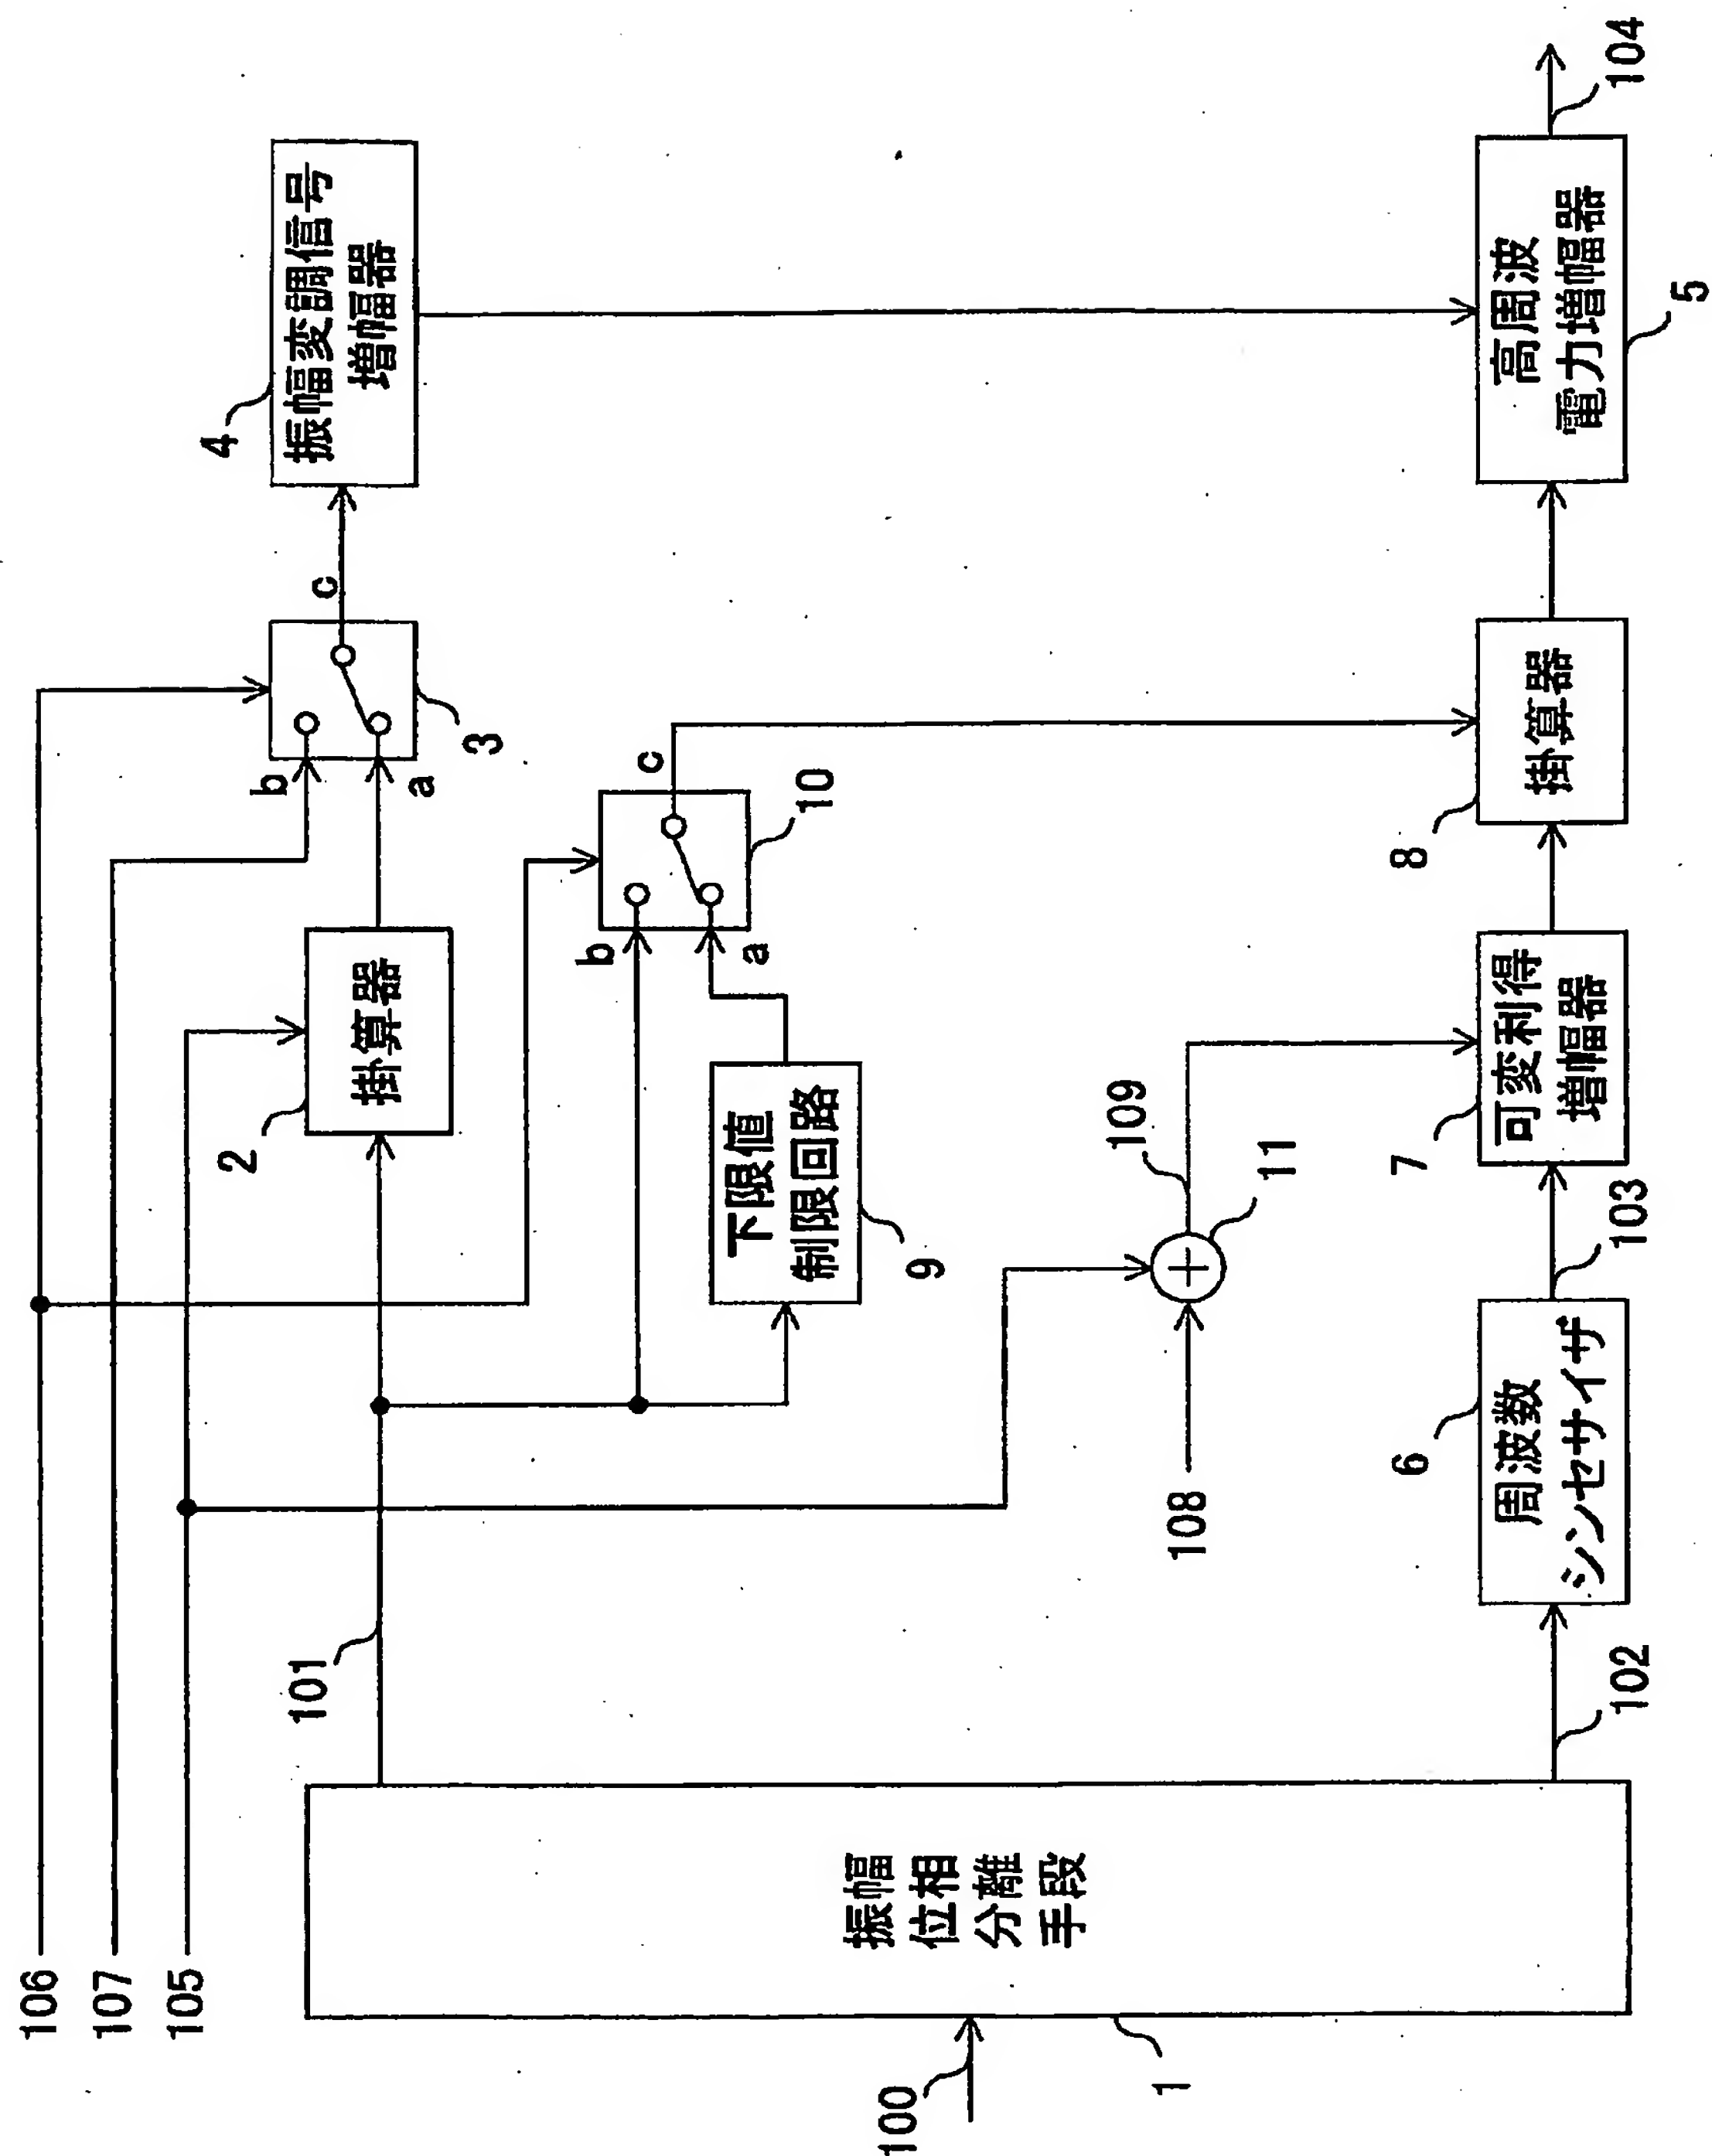 106
107
105
100
1
振幅
位相
分離
手段
101
102
2
掛算器
b
a
3
c
4
振幅変調信号
増幅器
下限値
制限回路
9
b
a
10
c
108
109
11
6
周波数
シンセサイザ
103
7
可変利得
増幅器
8
掛算器
高周波
電力増幅器
5
104